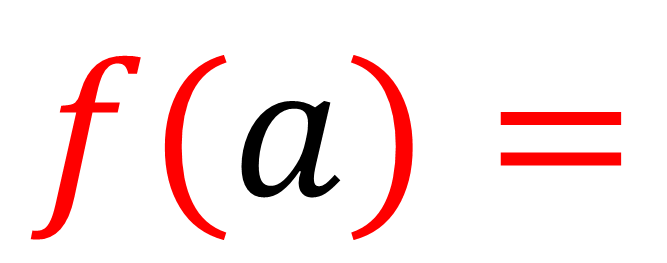 f(a) =